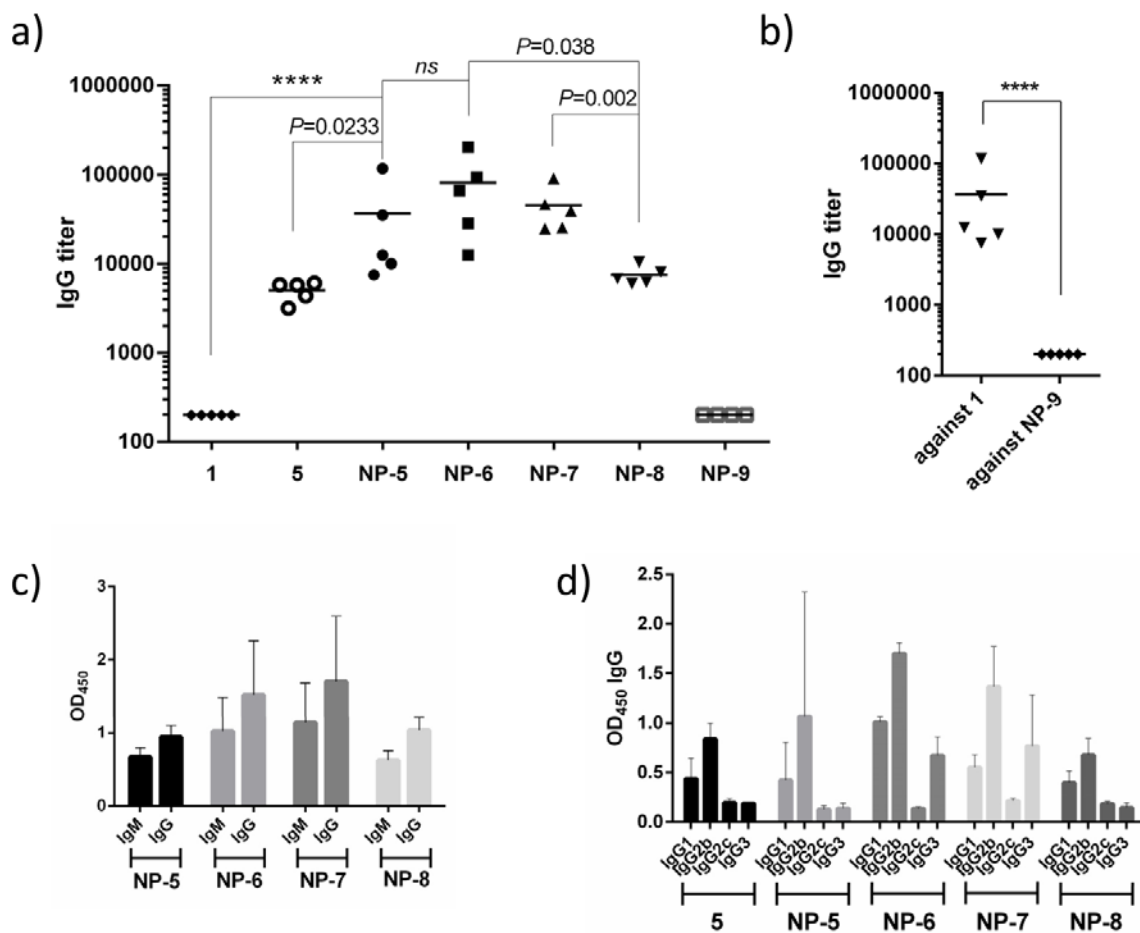 a)
P=0.038
ns
****
P=0.002
P=0.0233
IgG titer
1000000
100000
10000
1000
100
1 5 NP-5 NP-6 NP-7 NP-8 NP-9
b)
****
IgG titer
1000000
100000
10000
1000
100
against 1
against NP-9
c)
OD450
3
2
1
0
IgM IgG IgM IgG IgM IgG IgM IgG
NP-5 NP-6 NP-7 NP-8
d)
OD450 IgG
2.5
2.0
1.5
1.0
0.5
0.0
IgG1 IgG2b IgG2c IgG3 IgG1 IgG2b IgG2c IgG3 IgG1 IgG2b IgG2c IgG3 IgG1 IgG2b IgG2c IgG3 IgG1 IgG2b IgG2c IgG3
5 NP-5 NP-6 NP-7 NP-8